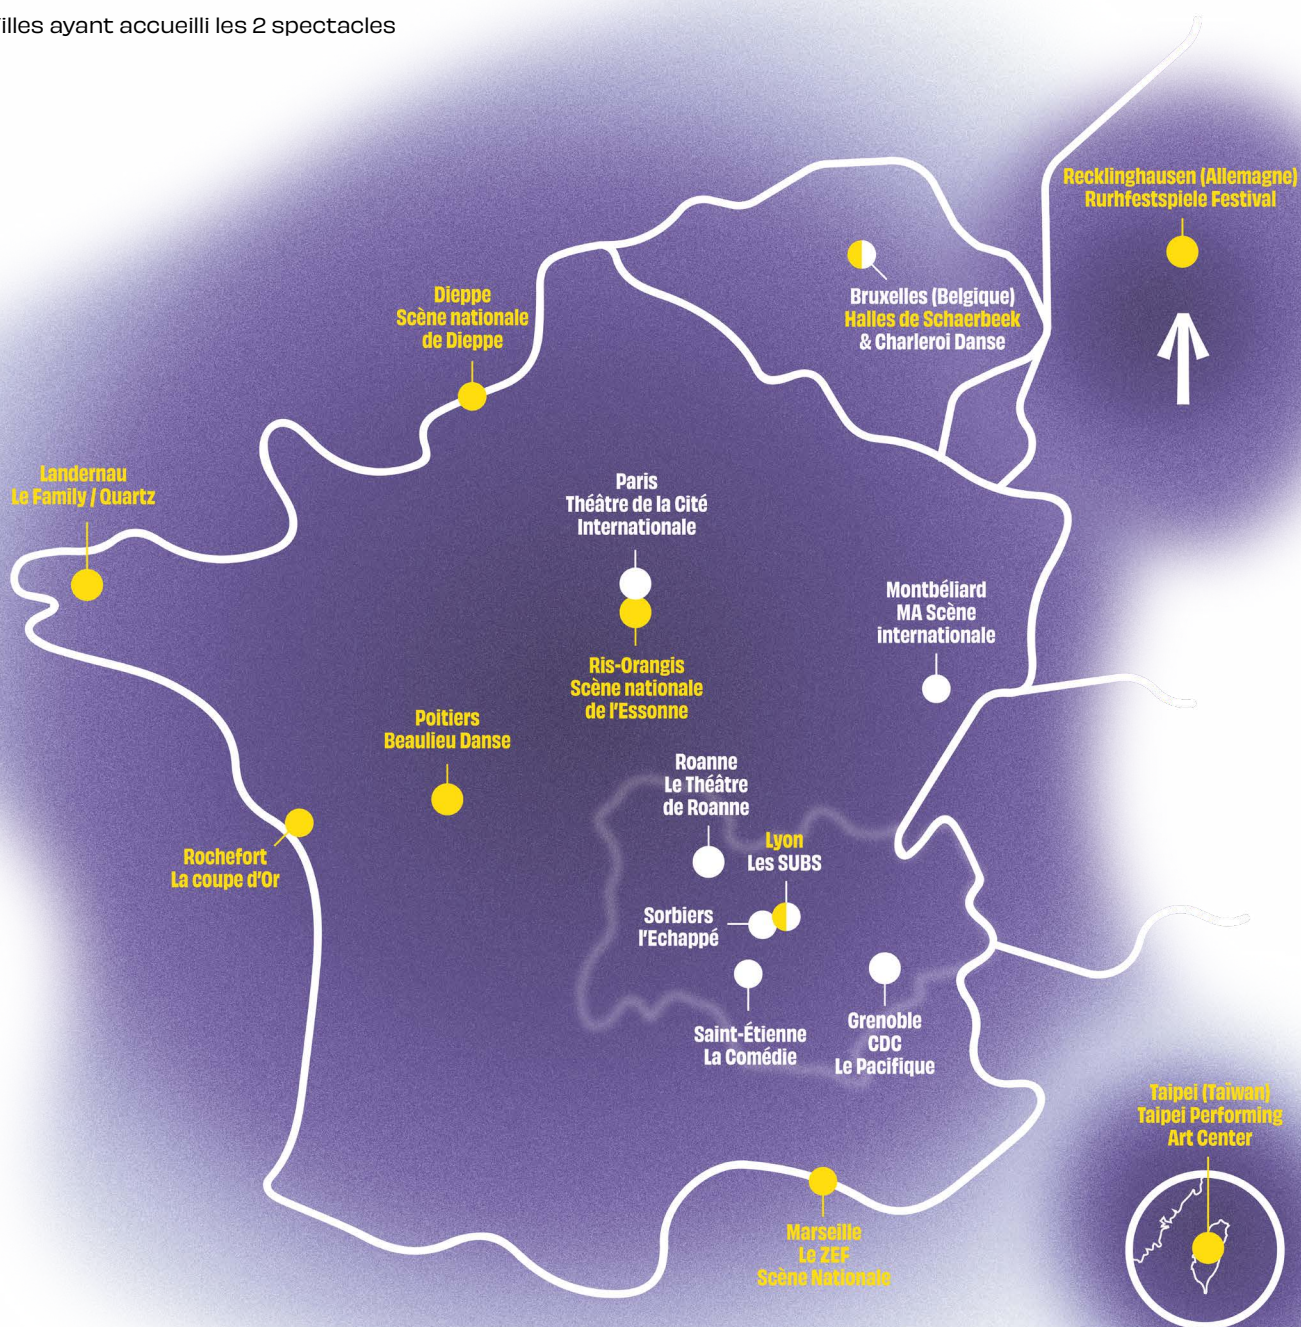 illes ayant accueilli les 2 spectacles
Recklinghausen (Allemagne)
Rurhfestspiele Festival
Bruxelles (Belgique)
Halles de Schaerbeek
& Charleroi Danse
Dieppe
Scène nationale
de Dieppe
Landernau
Le Family / Quartz
Paris
Théâtre de la Cité
Internationale
Montbéliard
MA Scène
internationale
Ris-Orangis
Scène nationale
de l'Essonne
Poitiers
Beaulieu Danse
Roanne
Le Théâtre
de Roanne
Lyon
Les SUBS
Rochefort
La coupe d'Or
Sorbiers
l'Echappé
Saint-Étienne
La Comédie
Grenoble
CDC
Le Pacifique
Taipei (Taïwan)
Taipei Performing
Art Center
Marseille
Le ZEF
Scène Nationale